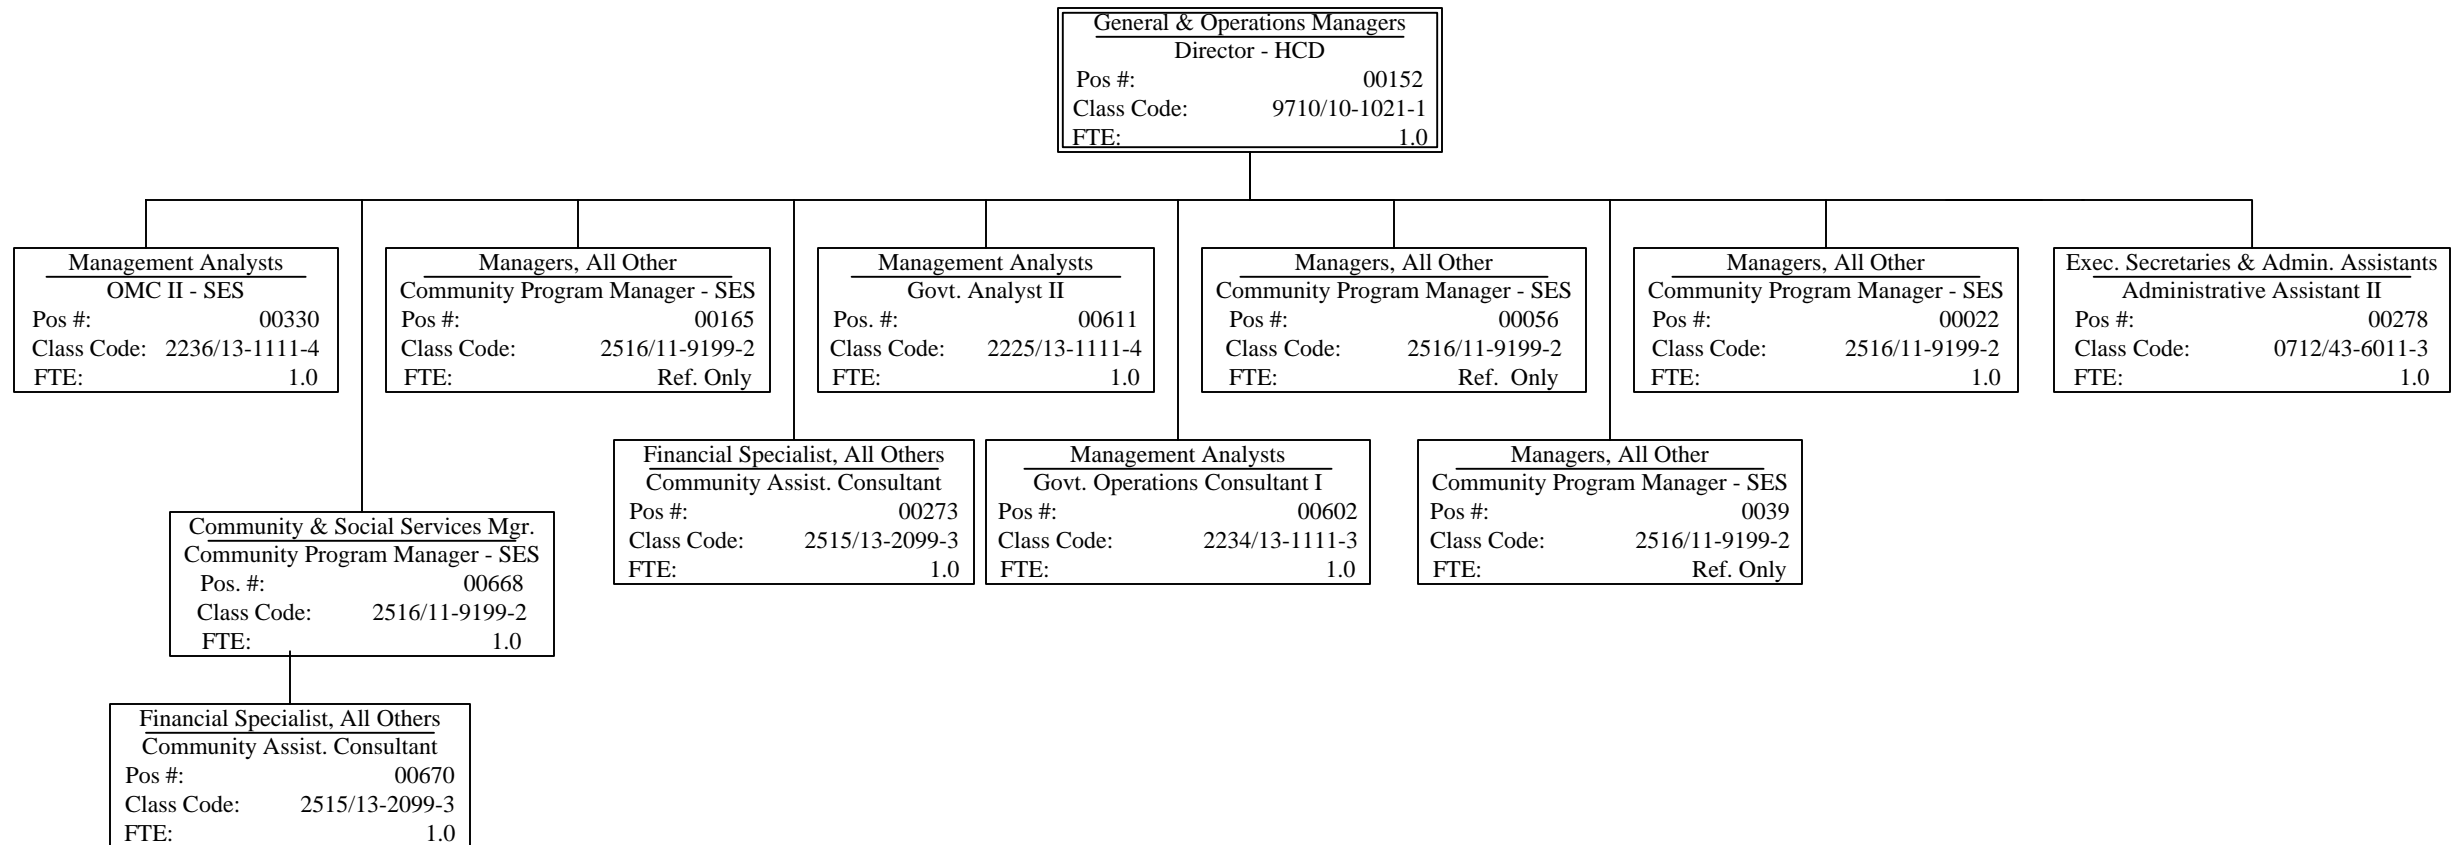 General & Operations Managers
Director - HCD
Pos #: 00152
Class Code: 9710/10-1021-1
FTE: 1.0
Management Analysts
OMC II - SES
Pos #: 00330
Class Code: 2236/13-1111-4
FTE: 1.0
Managers, All Other
Community Program Manager - SES
Pos #: 00165
Class Code: 2516/11-9199-2
FTE: Ref. Only
Management Analysts
Govt. Analyst II
Pos. #: 00611
Class Code: 2225/13-1111-4
FTE: 1.0
Managers, All Other
Community Program Manager - SES
Pos #: 00056
Class Code: 2516/11-9199-2
FTE: Ref. Only
Managers, All Other
Community Program Manager - SES
Pos #: 00022
Class Code: 2516/11-9199-2
FTE: 1.0
Exec. Secretaries & Admin. Assistants
Administrative Assistant II
Pos #: 00278
Class Code: 0712/43-6011-3
FTE: 1.0
Financial Specialist, All Others
Community Assist. Consultant
Pos #: 00273
Class Code: 2515/13-2099-3
FTE: 1.0
Management Analysts
Govt. Operations Consultant I
Pos #: 00602
Class Code: 2234/13-1111-3
FTE: 1.0
Managers, All Other
Community Program Manager - SES
Pos #: 0039
Class Code: 2516/11-9199-2
FTE: Ref. Only
Community & Social Services Mgr.
Community Program Manager - SES
Pos. #: 00668
Class Code: 2516/11-9199-2
FTE: 1.0
Financial Specialist, All Others
Community Assist. Consultant
Pos #: 00670
Class Code: 2515/13-2099-3
FTE: 1.0